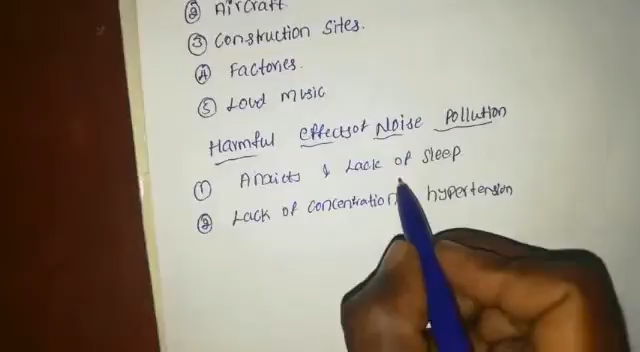 ② Aircraft.
③ Construction Sites.
④ Factories.
⑤ Loud Music
Harmful effects of Noise Pollution
① Anxiety & Lack of Sleep
② Lack of concentration hypertension